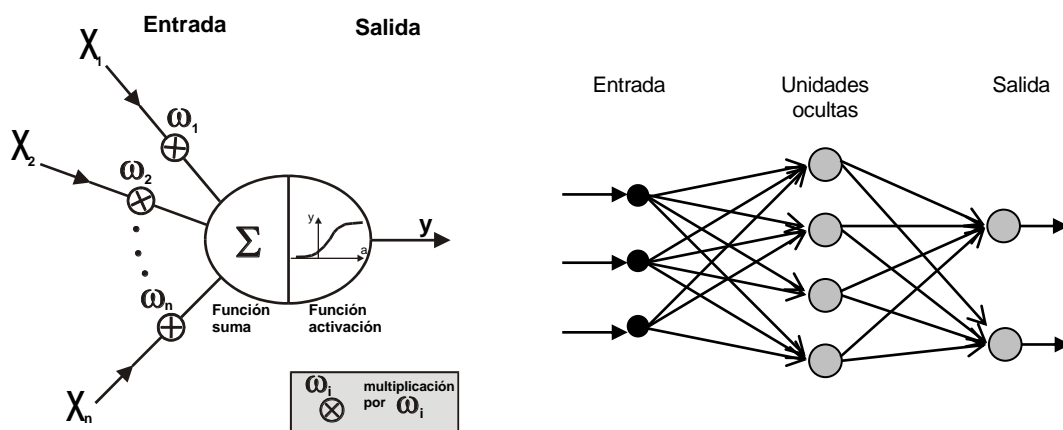 Entrada
Salida
X1
ω1
X2
ω2
ωn
Xn
Σ
y
a
y
Función
suma
Función
activación
ωi
multiplicación
por ωi
Entrada
Unidades
ocultas
Salida